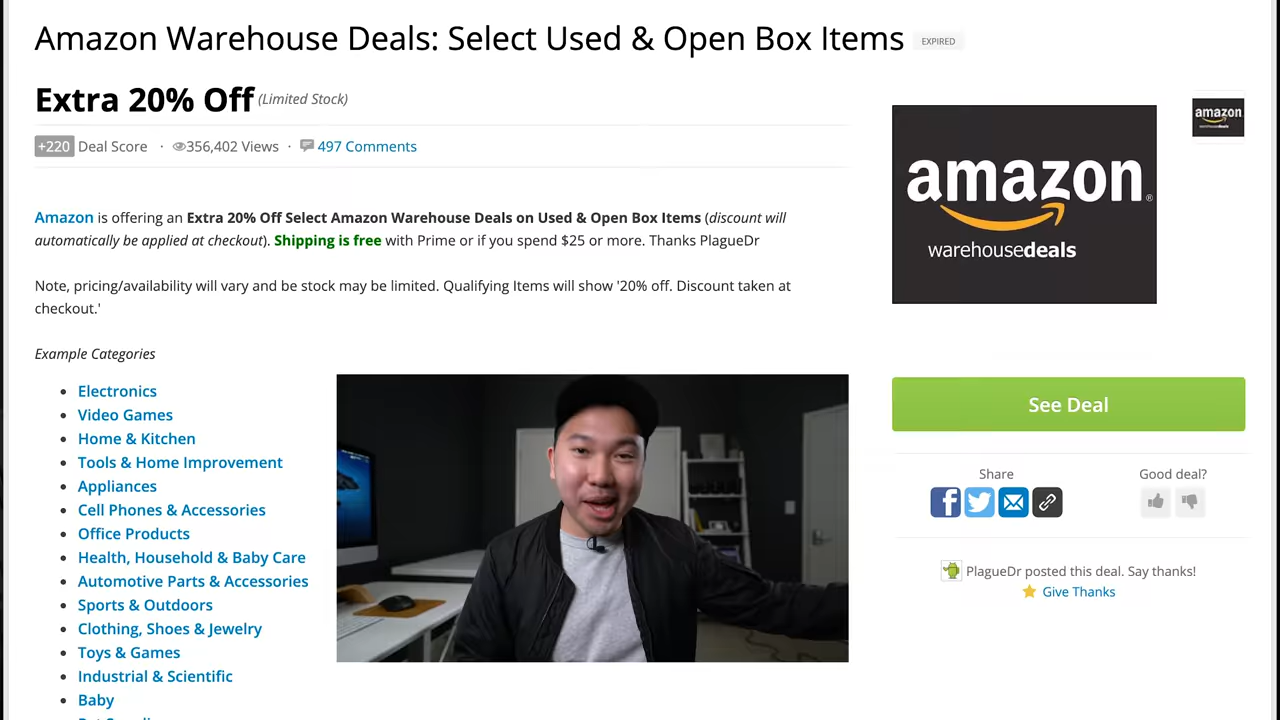 Amazon Warehouse Deals: Select Used & Open Box Items EXPIRED
Extra 20% Off (Limited Stock)
+220 Deal Score · 356,402 Views · 497 Comments
Amazon is offering an Extra 20% Off Select Amazon Warehouse Deals on Used & Open Box Items (discount will
automatically be applied at checkout). Shipping is free with Prime or if you spend $25 or more. Thanks PlagueDr
Note, pricing/availability will vary and be stock may be limited. Qualifying Items will show '20% off. Discount taken at
checkout.'
Example Categories
• Electronics
• Video Games
• Home & Kitchen
• Tools & Home Improvement
• Appliances
• Cell Phones & Accessories
• Office Products
• Health, Household & Baby Care
• Automotive Parts & Accessories
• Sports & Outdoors
• Clothing, Shoes & Jewelry
• Toys & Games
• Industrial & Scientific
• Baby
amazon®
warehousedeals
amazon
warehousedeals
See Deal
Share
Good deal?
PlagueDr posted this deal. Say thanks!
Give Thanks